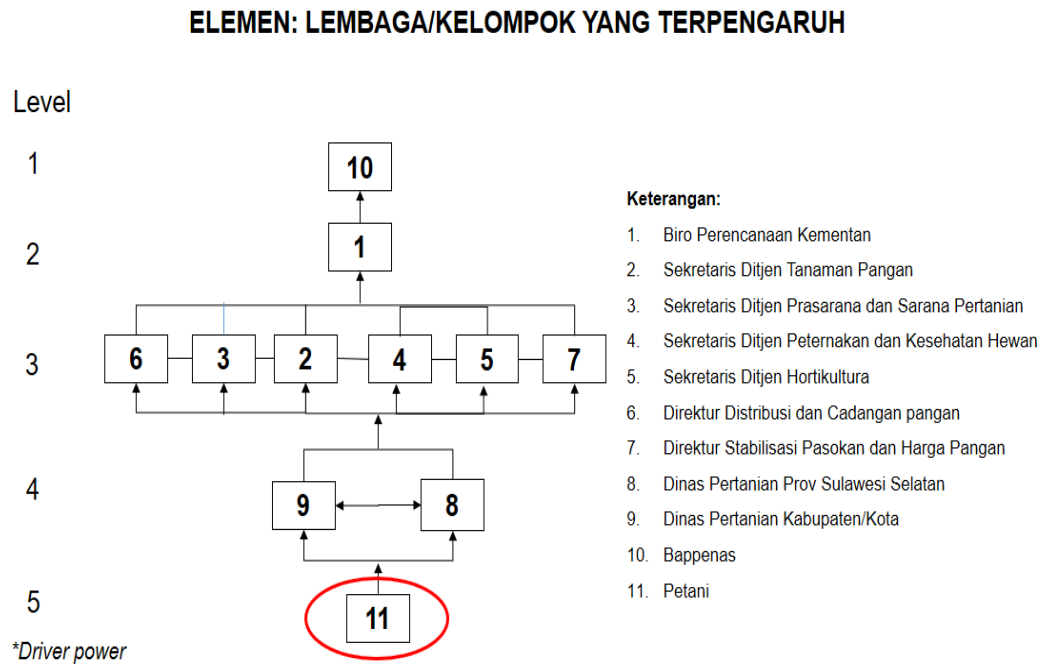 ELEMEN: LEMBAGA/KELOMPOK YANG TERPENGARUH
Level
1
10
2
1
3
6 3 2 4 5 7
4
9 8
5
11
*Driver power
Keterangan:
1. Biro Perencanaan Kementan
2. Sekretaris Ditjen Tanaman Pangan
3. Sekretaris Ditjen Prasarana dan Sarana Pertanian
4. Sekretaris Ditjen Peternakan dan Kesehatan Hewan
5. Sekretaris Ditjen Hortikultura
6. Direktur Distribusi dan Cadangan pangan
7. Direktur Stabilisasi Pasokan dan Harga Pangan
8. Dinas Pertanian Prov Sulawesi Selatan
9. Dinas Pertanian Kabupaten/Kota
10. Bappenas
11. Petani